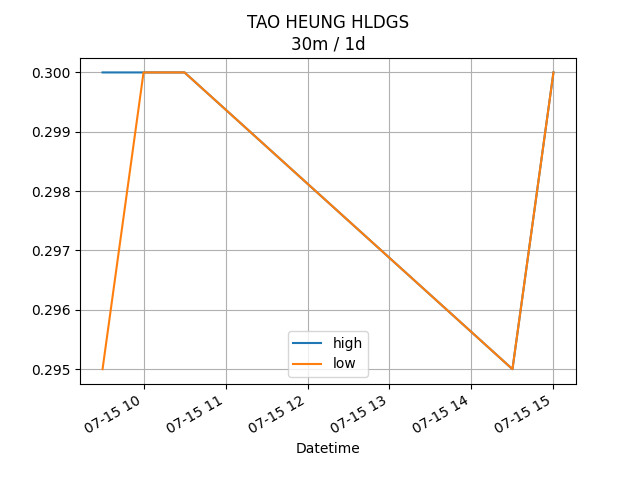 TAO HEUNG HLDGS
30m / 1d
0.300
0.299
0.298
0.297
0.296
0.295
high
low
07-15 10
07-15 11
07-15 12
07-15 13
07-15 14
07-15 15
Datetime